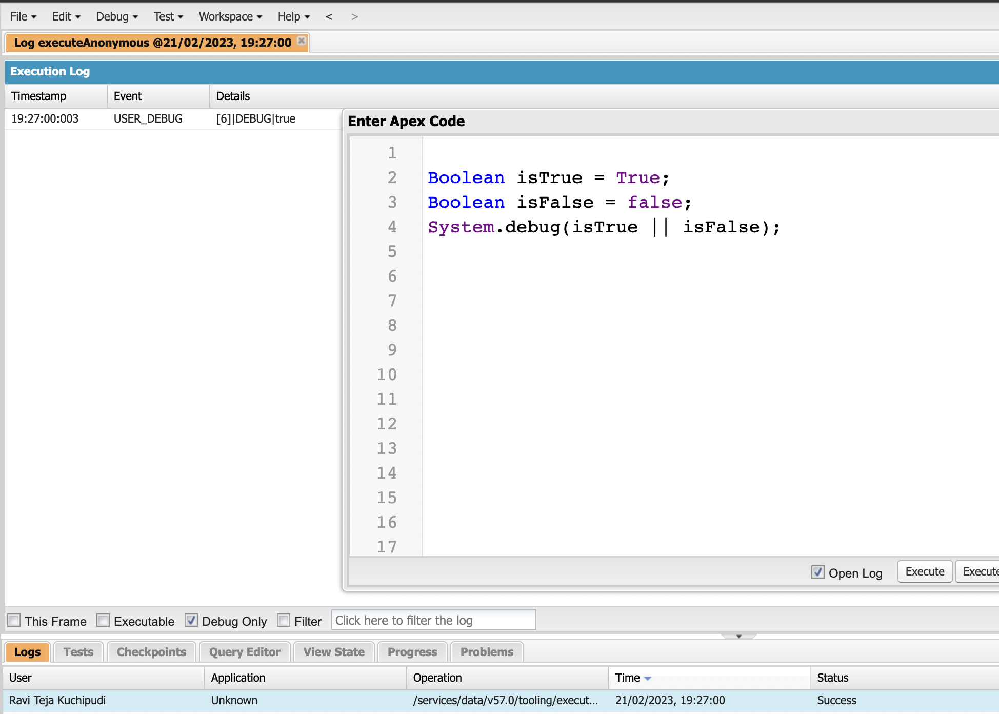 File Edit Debug Test Workspace Help < >
Log executeAnonymous @21/02/2023, 19:27:00
Execution Log
Timestamp Event Details
19:27:00:003 USER_DEBUG [6]|DEBUG|true
Enter Apex Code
1
2 Boolean isTrue = True;
3 Boolean isFalse = false;
4 System.debug(isTrue || isFalse);
5
6
7
8
9
10
11
12
13
14
15
16
17
Open Log Execute Execute
This Frame Executable Debug Only Filter Click here to filter the log
Logs Tests Checkpoints Query Editor View State Progress Problems
User Application Operation Time Status
Ravi Teja Kuchipudi Unknown /services/data/v57.0/tooling/execut... 21/02/2023, 19:27:00 Success